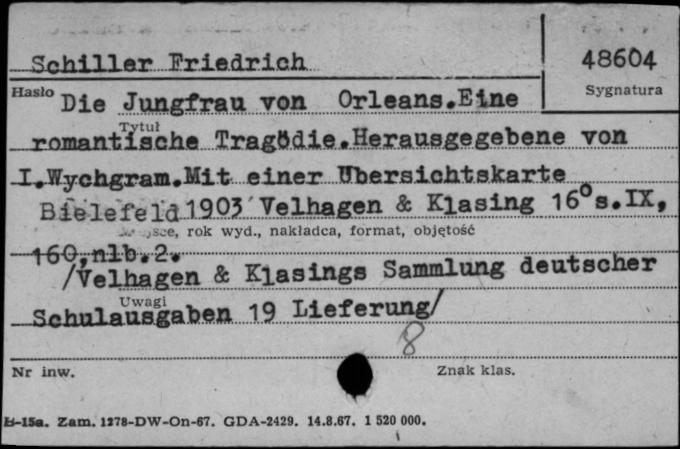 Schiller Friedrich
48604
Hasło
Sygnatura
Die Jungfrau von Orleans.Eine
Tytuł
romantische Tragödie.Herausgegebene von
I.Wychgram.Mit einer Ubersichtskarte
Bielefeld 1903 Velhagen & Klasing 16° s.IX,
rok wyd., nakładca, format, objętość
160,nlb.2.
/Velhagen & Klasings Sammlung deutscher
Uwagi
Schulausgaben 19 Lieferung/
8
Nr inw.
Znak klas.
B-15a. Zam. 1278-DW-On-67. GDA-2429. 14.8.67. 1 520 000.